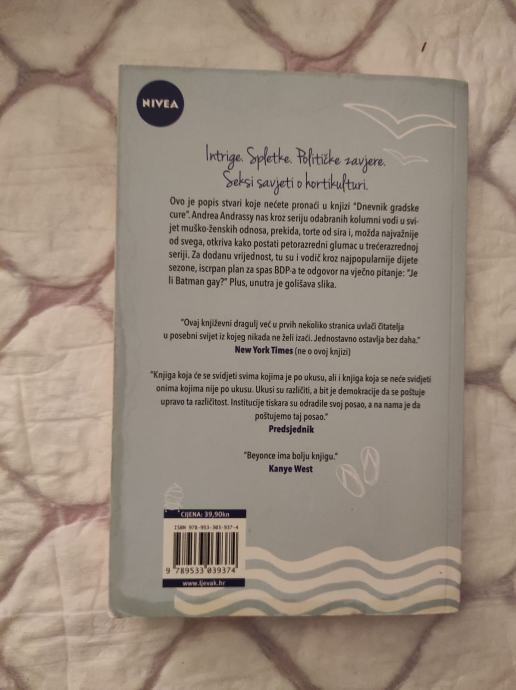 NIVEA
Intrige. Spletke. Političke zavjere.
Seksi savjeti o hortikulturi.
Ovo je popis stvari koje nećete pronaći u knjizi "Dnevnik gradske
cure". Andrea Andrassy nas kroz seriju odabranih kolumni vodi u svi-
jet muško-ženskih odnosa, prekida, torte od sira i, možda najvažnije
od svega, otkriva kako postati petorazredni glumac u trećerazrednoj
seriji. Za dodanu vrijednost, tu su i vodič kroz najpopularnije dijete
sezone, iscrpan plan za spas BDP-a te odgovor na vječno pitanje: "Je
li Batman gay?" Plus, unutra je golišava slika.
"Ovaj književni dragulj već u prvih nekoliko stranica uvlači čitatelja
u posebni svijet iz kojeg nikada ne želi izaći. Jednostavno ostavlja bez daha."
New York Times (ne o ovoj knjizi)
"Knjiga koja će se svidjeti svima kojima je po ukusu, ali i knjiga koja se neće svidjeti
onima kojima nije po ukusu. Ukusi su različiti, a bit je demokracije da se poštuje
upravo ta različitost. Institucije tiskara su odradile svoj posao, a na nama je da
poštujemo taj posao."
Predsjednik
"Beyonce ima bolju knjigu."
Kanye West
CIJENA: 39,90kn
ISBN 978-953-303-937-4
9 789533 039374
www.ljevak.hr